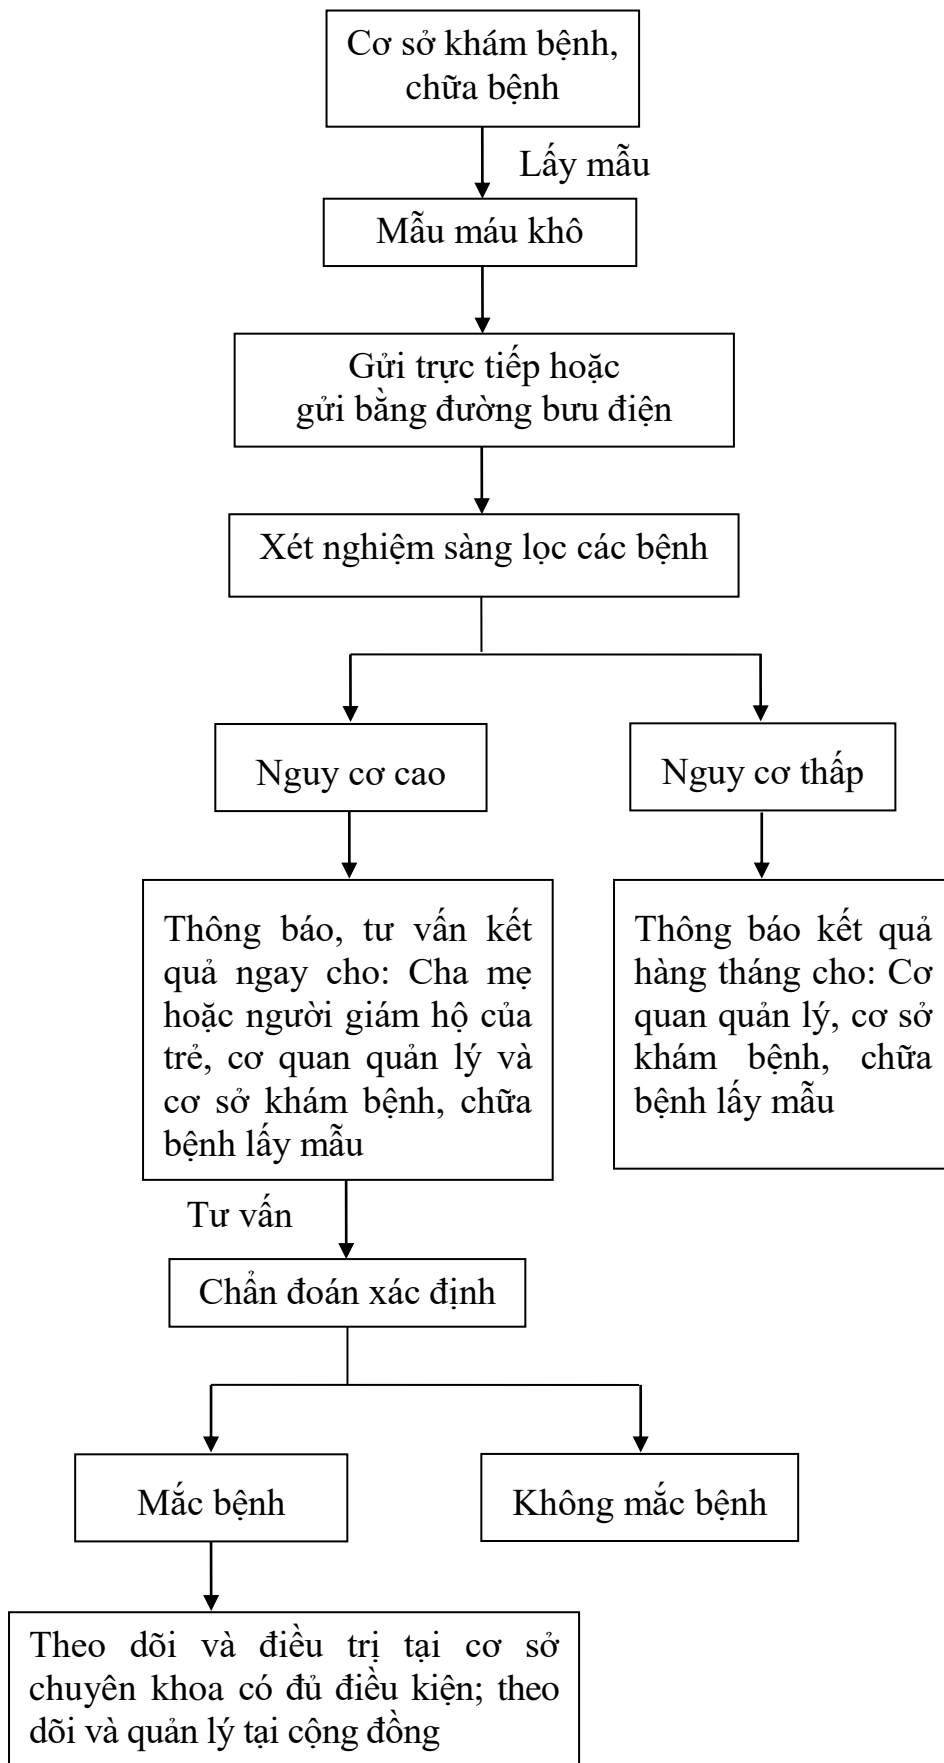 Cơ sở khám bệnh,
chữa bệnh
Lấy mẫu
Mẫu máu khô
Gửi trực tiếp hoặc
gửi bằng đường bưu điện
Xét nghiệm sàng lọc các bệnh
Nguy cơ cao
Nguy cơ thấp
Thông báo, tư vấn kết
quả ngay cho: Cha mẹ
hoặc người giám hộ của
trẻ, cơ quan quản lý và
cơ sở khám bệnh, chữa
bệnh lấy mẫu
Thông báo kết quả
hàng tháng cho: Cơ
quan quản lý, cơ sở
khám bệnh, chữa
bệnh lấy mẫu
Tư vấn
Chẩn đoán xác định
Mắc bệnh
Không mắc bệnh
Theo dõi và điều trị tại cơ sở
chuyên khoa có đủ điều kiện; theo
dõi và quản lý tại cộng đồng